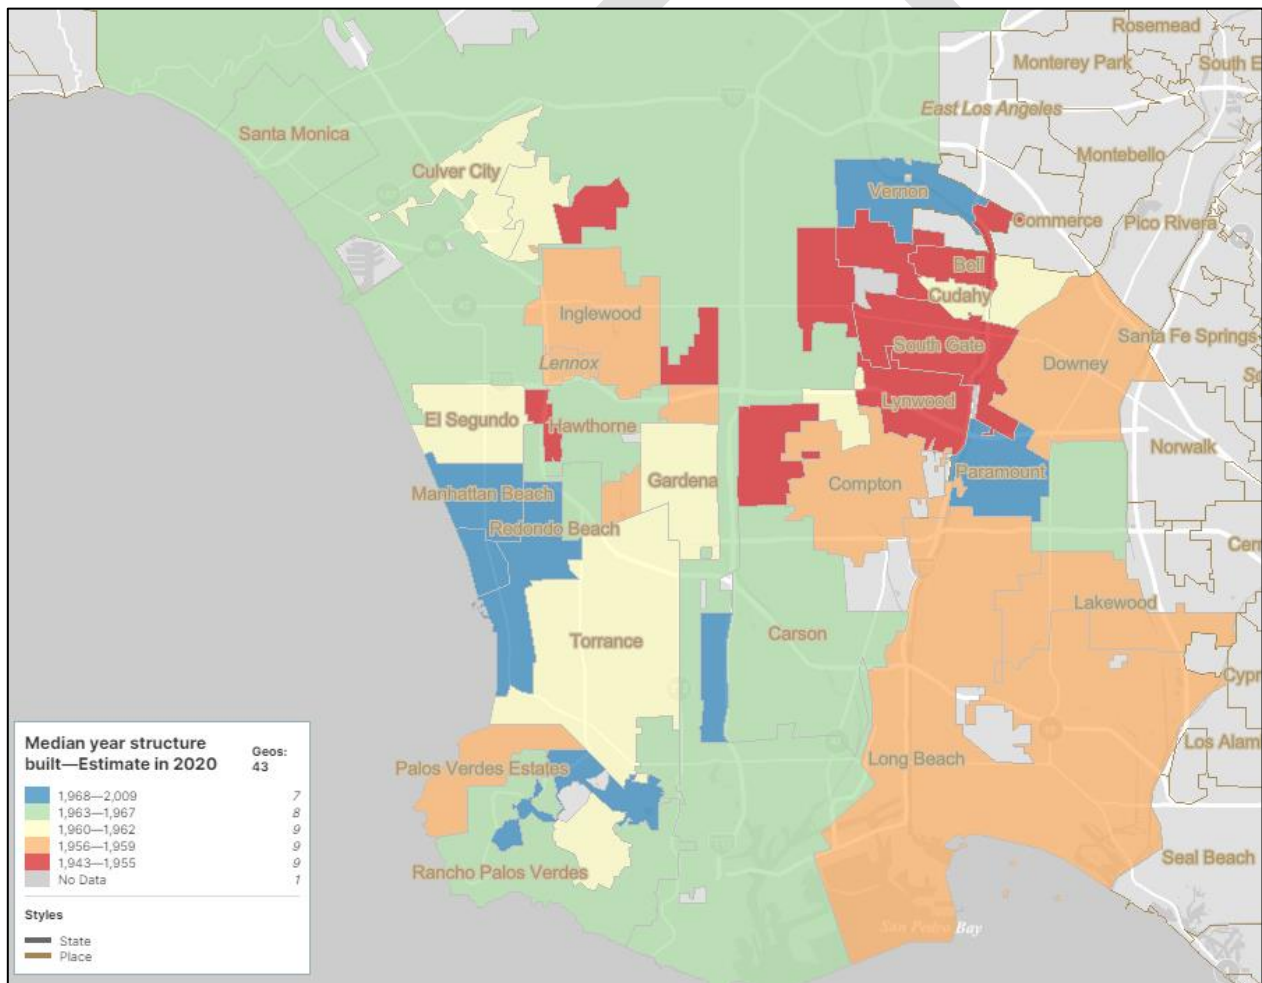 Rosemead
Monterey Park
South E
East Los Angeles
Santa Monica
Montebello
Culver City
Vernon
Commerce
Pico Rivera
Bell
Cudahy
Inglewood
Santa Fe Springs
South Gate
Lennox
Downey
So
Lynwood
El Segundo
Hawthorne
Norwalk
Gardena
Paramount
Compton
Manhattan Beach
Redondo Beach
Cerr
Lakewood
Carson
Torrance
Cypr
Los Alam
Long Beach
Palos Verdes Estates
Seal Beach
Rancho Palos Verdes
San Pedro Bay
Median year structure
built—Estimate in 2020
Geos:
43
1,968—2,009 7
1,963—1,967 8
1,960—1,962 9
1,956—1,959 9
1,943—1,955 9
No Data 1
Styles
State
Place